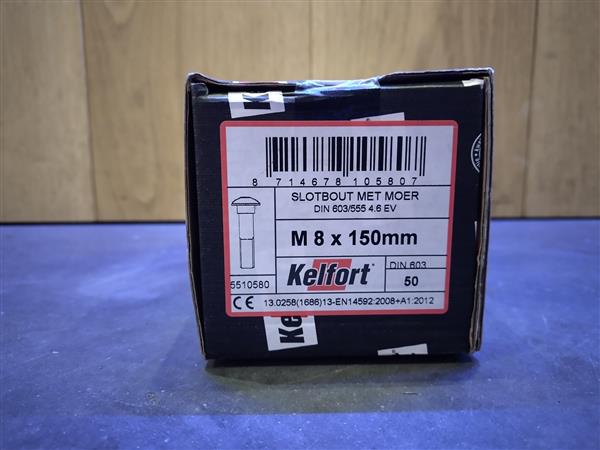 8 714678 105807
SLOTBOUT MET MOER
DIN 603/555 4.6 EV
M 8 x 150mm
Kelfort
DIN 603
50
5510580
CE 13.0258(1686)13-EN14592:2008+A1:2012
Ke